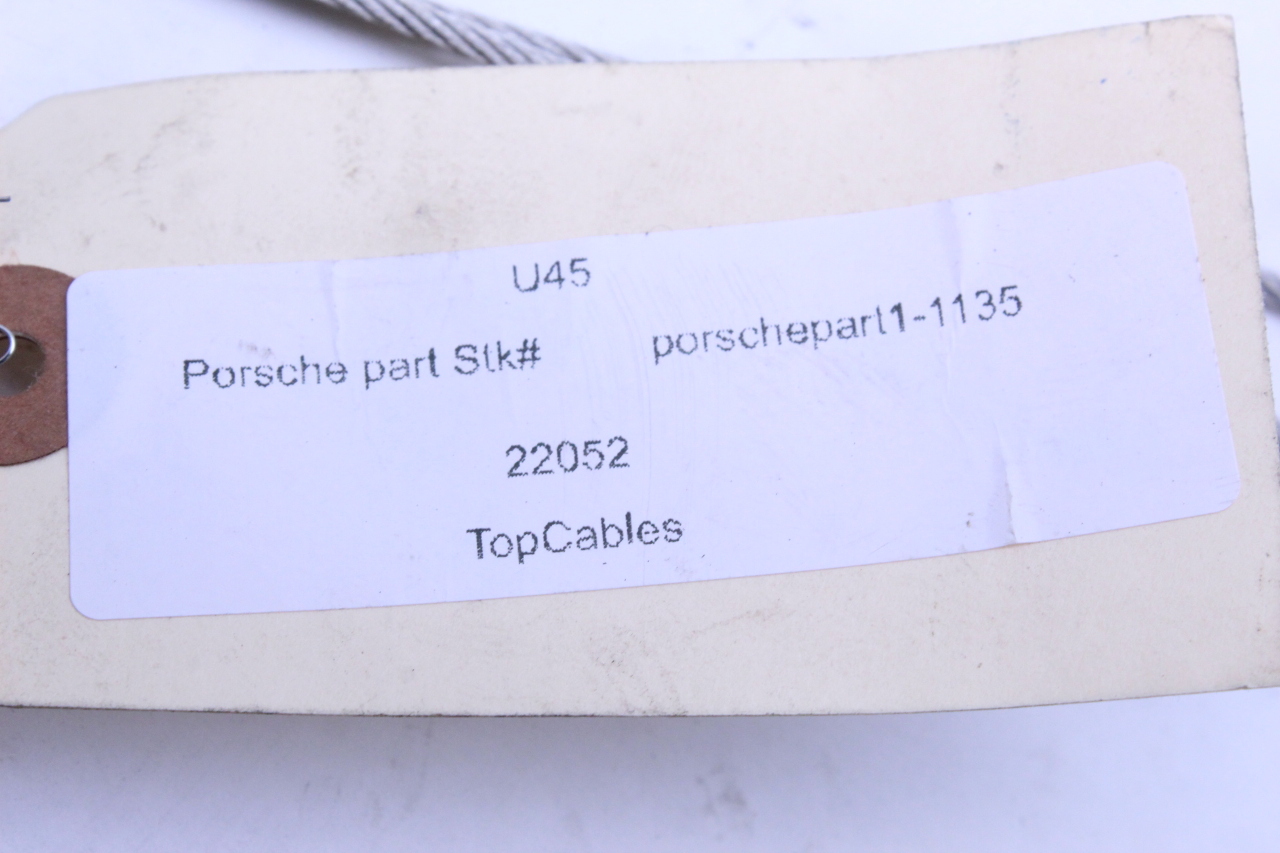 U45
Porsche part Stk# porschepart1-1135
22052
TopCables